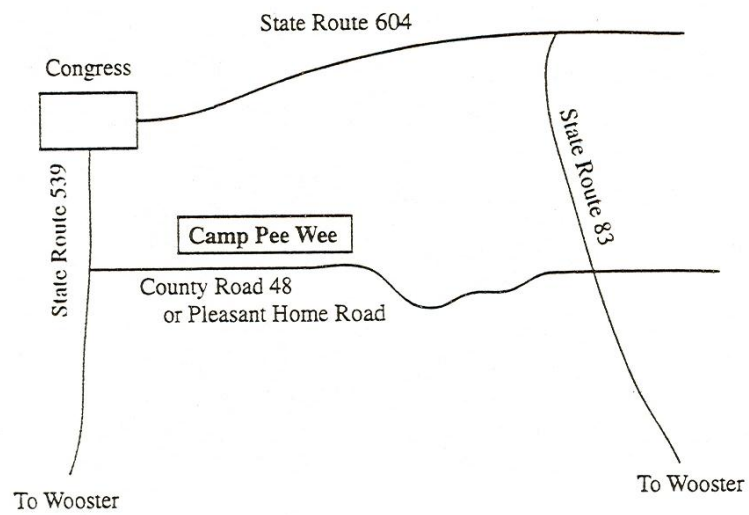 State Route 604
Congress
State Route 539
State Route 83
Camp Pee Wee
County Road 48
or Pleasant Home Road
To Wooster
To Wooster